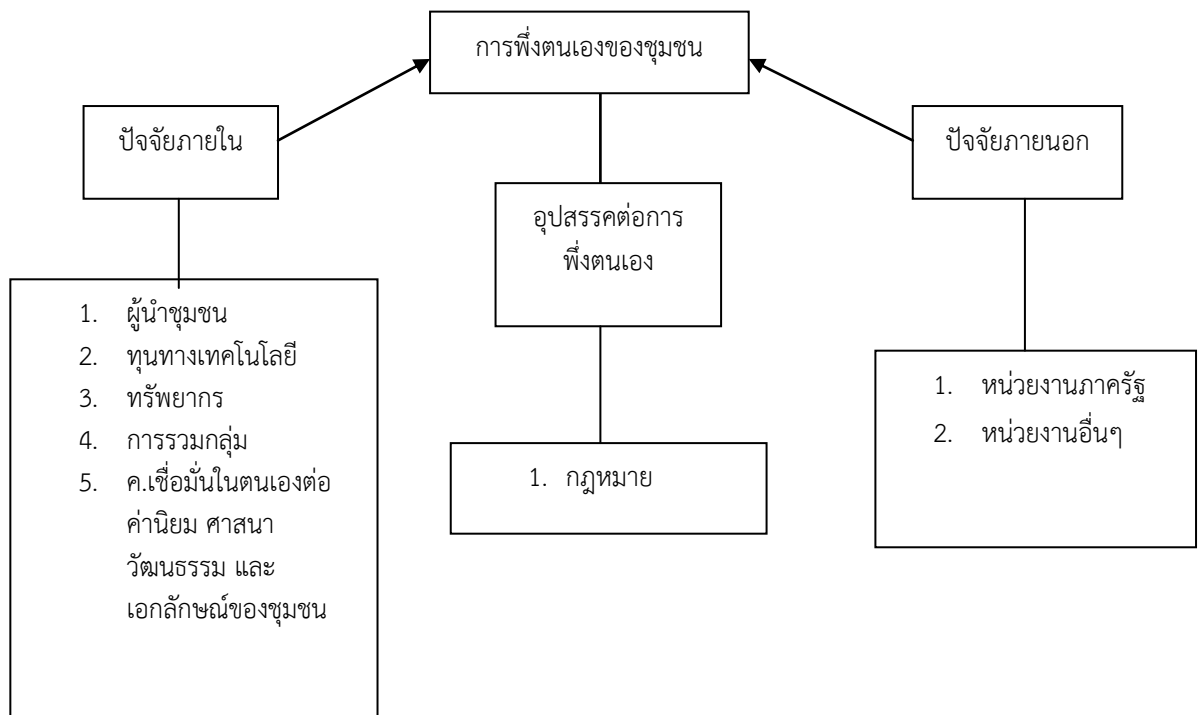 การพึ่งตนเองของชุมชน
ปัจจัยภายใน
ปัจจัยภายนอก
อุปสรรคต่อการ
พึ่งตนเอง
1. ผู้นำชุมชน
2. ทุนทางเทคโนโลยี
3. ทรัพยากร
4. การรวมกลุ่ม
5. ค.เชื่อมั่นในตนเองต่อ
ค่านิยม ศาสนา
วัฒนธรรม และ
เอกลักษณ์ของชุมชน
1. กฎหมาย
1. หน่วยงานภาครัฐ
2. หน่วยงานอื่นๆ